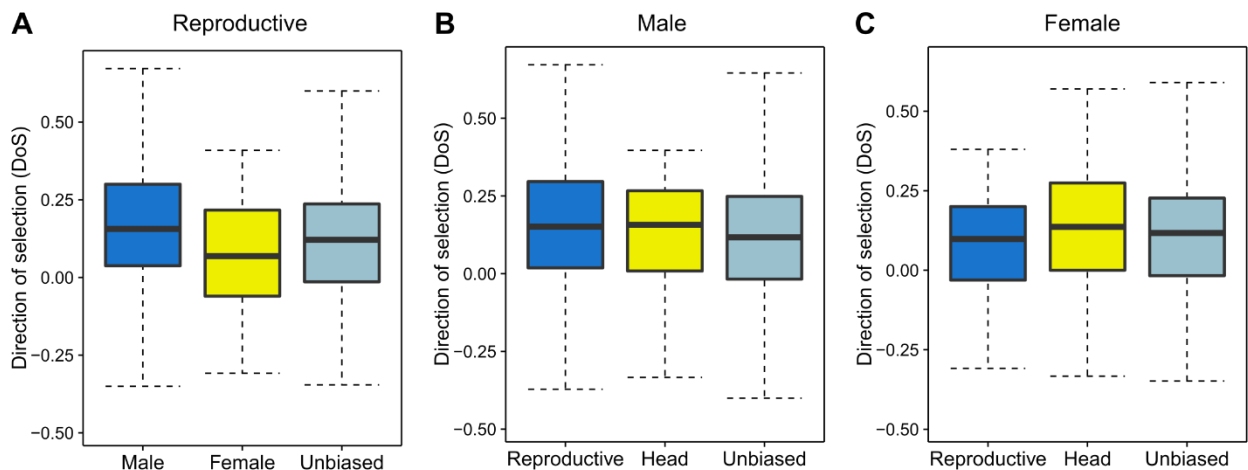 A
Reproductive
Direction of selection (DoS)
0.50
0.25
0.00
−0.25
−0.50
Male
Female
Unbiased
B
Male
Direction of selection (DoS)
0.50
0.25
0.00
−0.25
−0.50
Reproductive
Head
Unbiased
C
Female
Direction of selection (DoS)
0.50
0.25
0.00
−0.25
−0.50
Reproductive
Head
Unbiased